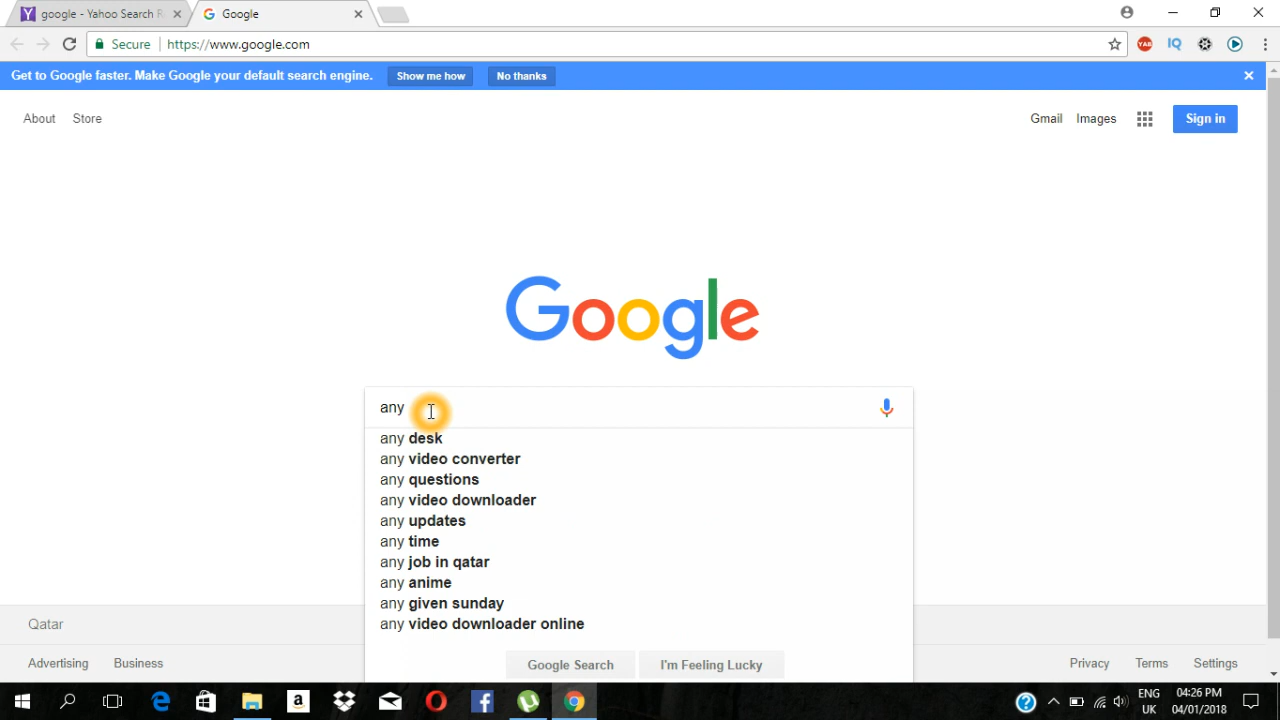 google - Yahoo Search R
Google
Secure
https://www.google.com
YAB
IQ
Get to Google faster. Make Google your default search engine.
Show me how
No thanks
About
Store
Gmail
Images
Sign in
Google
any
any desk
any video converter
any questions
any video downloader
any updates
any time
any job in qatar
any anime
any given sunday
any video downloader online
Qatar
Google Search
I'm Feeling Lucky
Advertising
Business
Privacy
Terms
Settings
ENG
UK
04:26 PM
04/01/2018